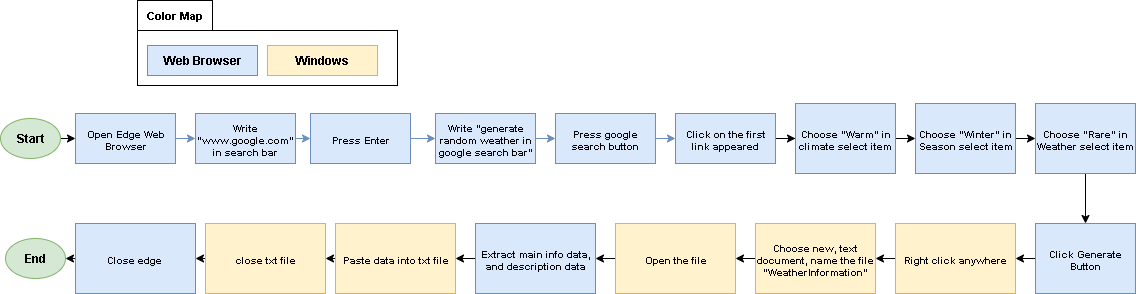 Color Map
Web Browser
Windows
Start
Open Edge Web
Browser
Write
"www.google.com"
in search bar
Press Enter
Write "generate
random weather in
google search bar"
Press google
search button
Click on the first
link appeared
Choose "Warm" in
climate select item
Choose "Winter" in
Season select item
Choose "Rare" in
Weather select item
End
Close edge
close txt file
Paste data into txt file
Extract main info data,
and description data
Open the file
Choose new, text
document, name the file
"WeatherInformation"
Right click anywhere
Click Generate
Button